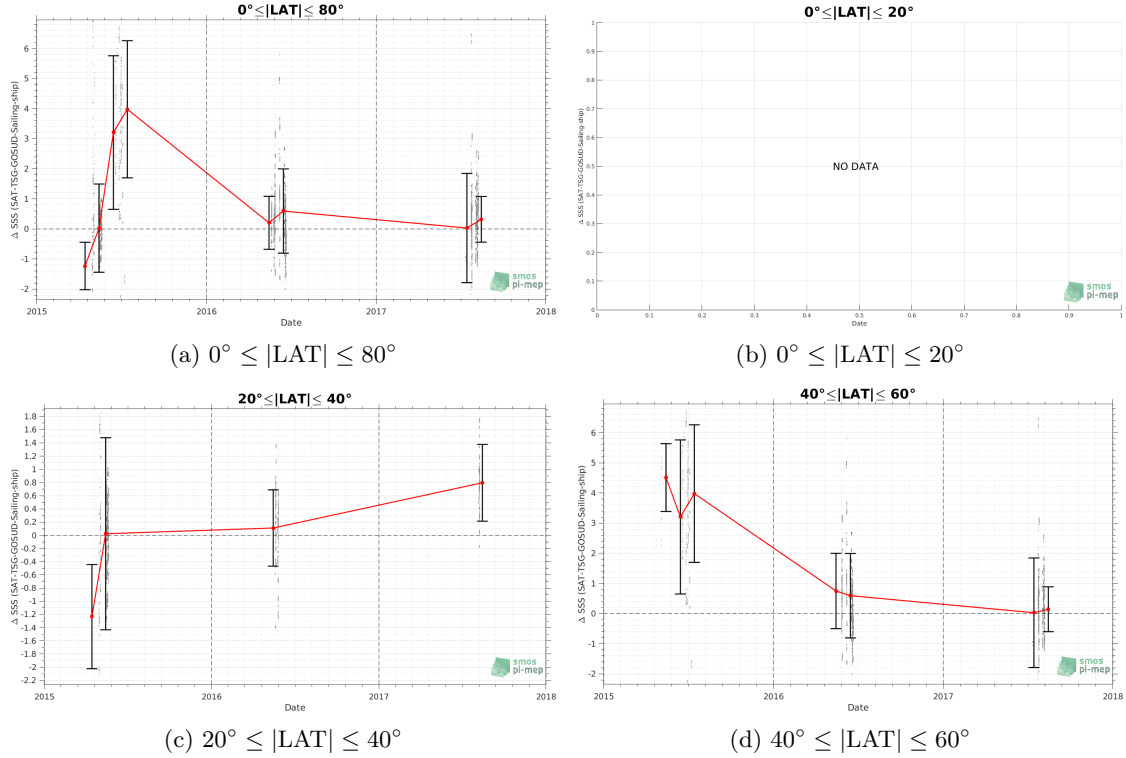 0°≤|LAT|≤ 80°
Δ SSS (SAT-TSG-GOSUD-Sailing-ship)
6
5
4
3
2
1
0
-1
-2
2015
2016
2017
2018
Date
smos
pi-mep
(a) 0° ≤ |LAT| ≤ 80°
0°≤|LAT|≤ 20°
Δ SSS (SAT-TSG-GOSUD-Sailing-ship)
1
0.9
0.8
0.7
0.6
0.5
0.4
0.3
0.2
0.1
0
NO DATA
0
0.1
0.2
0.3
0.4
0.5
0.6
0.7
0.8
0.9
1
Date
smos
pi-mep
(b) 0° ≤ |LAT| ≤ 20°
20°≤|LAT|≤ 40°
Δ SSS (SAT-TSG-GOSUD-Sailing-ship)
1.8
1.6
1.4
1.2
1
0.8
0.6
0.4
0.2
0
-0.2
-0.4
-0.6
-0.8
-1
-1.2
-1.4
-1.6
-1.8
-2
-2.2
2015
2016
2017
2018
Date
smos
pi-mep
(c) 20° ≤ |LAT| ≤ 40°
40°≤|LAT|≤ 60°
Δ SSS (SAT-TSG-GOSUD-Sailing-ship)
6
5
4
3
2
1
0
-1
-2
2015
2016
2017
2018
Date
smos
pi-mep
(d) 40° ≤ |LAT| ≤ 60°